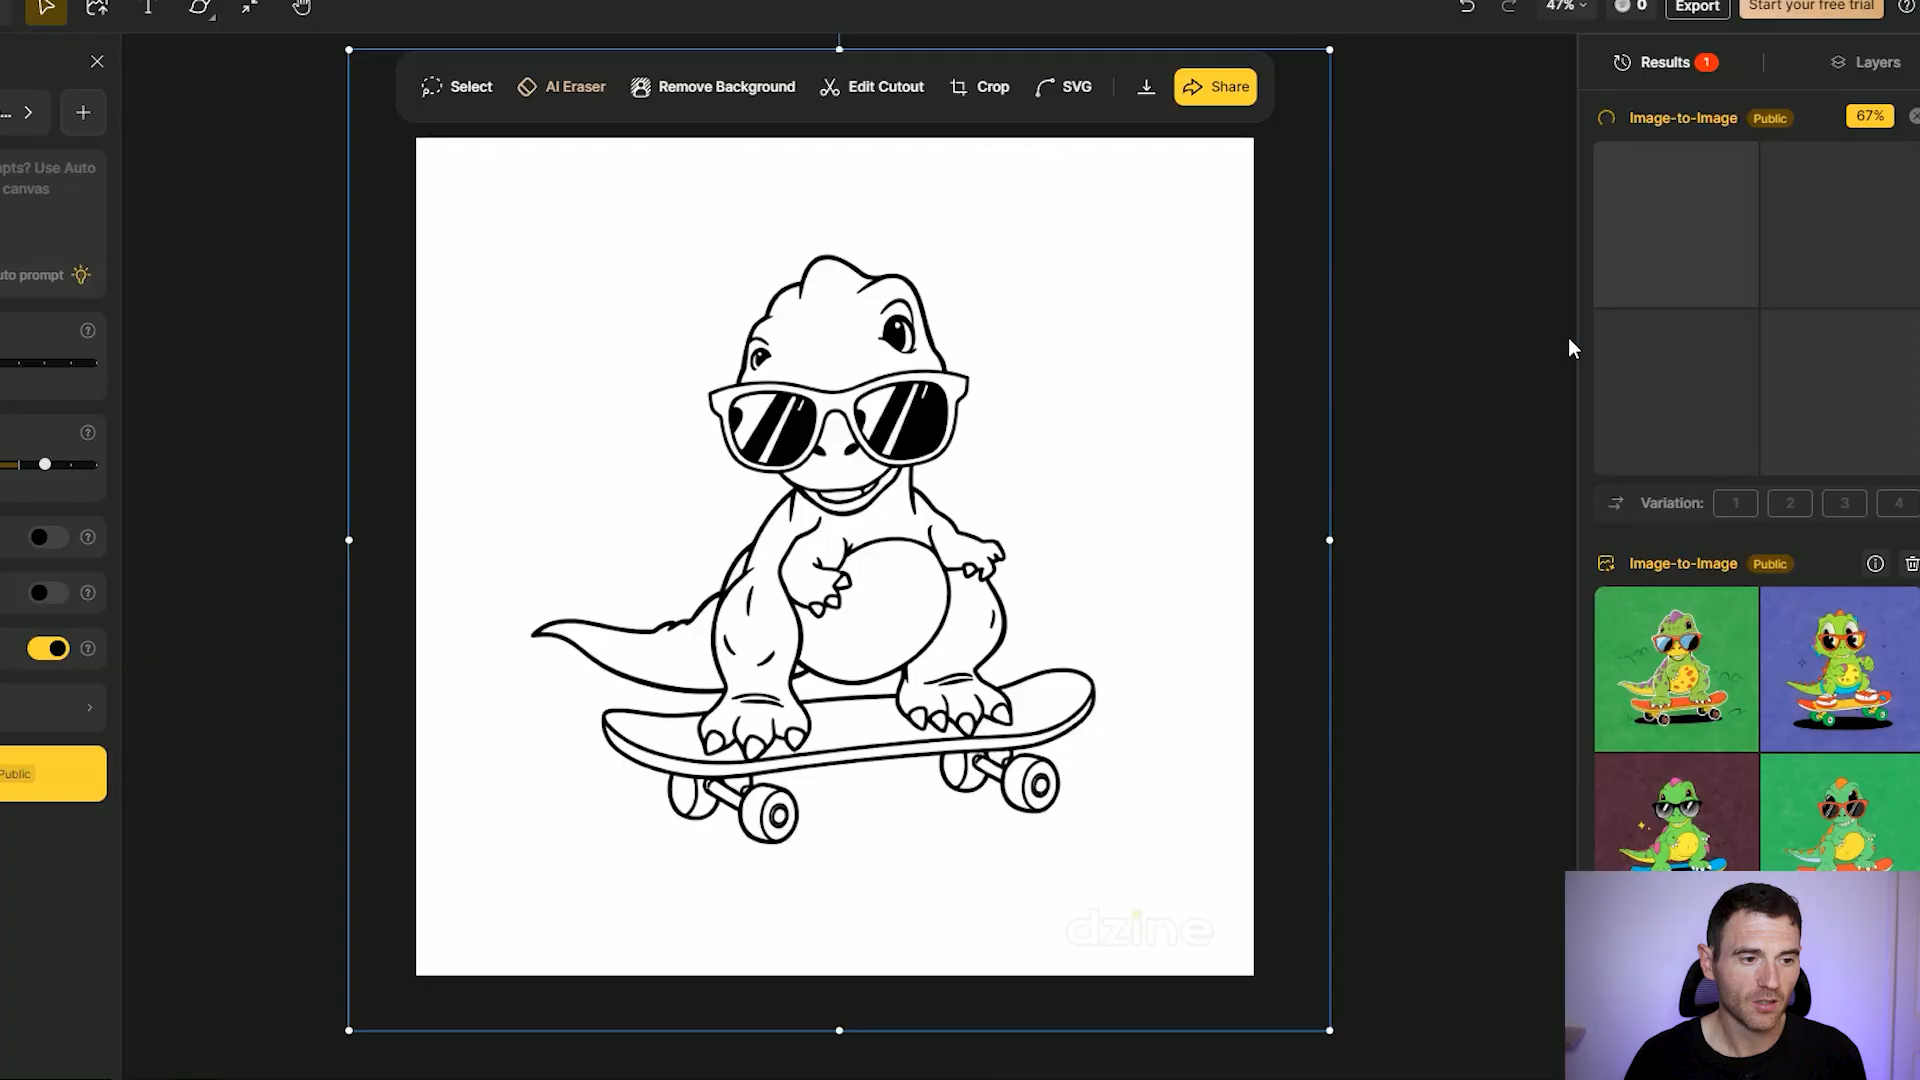 47%
0
Export
Start your free trial
Results 1
Layers
Select
AI Eraser
Remove Background
Edit Cutout
Crop
SVG
Share
Image-to-Image Public 67%
...
pts? Use Auto
canvas
uto prompt
Variation: 1 2 3 4
Image-to-Image Public
Public
dzine